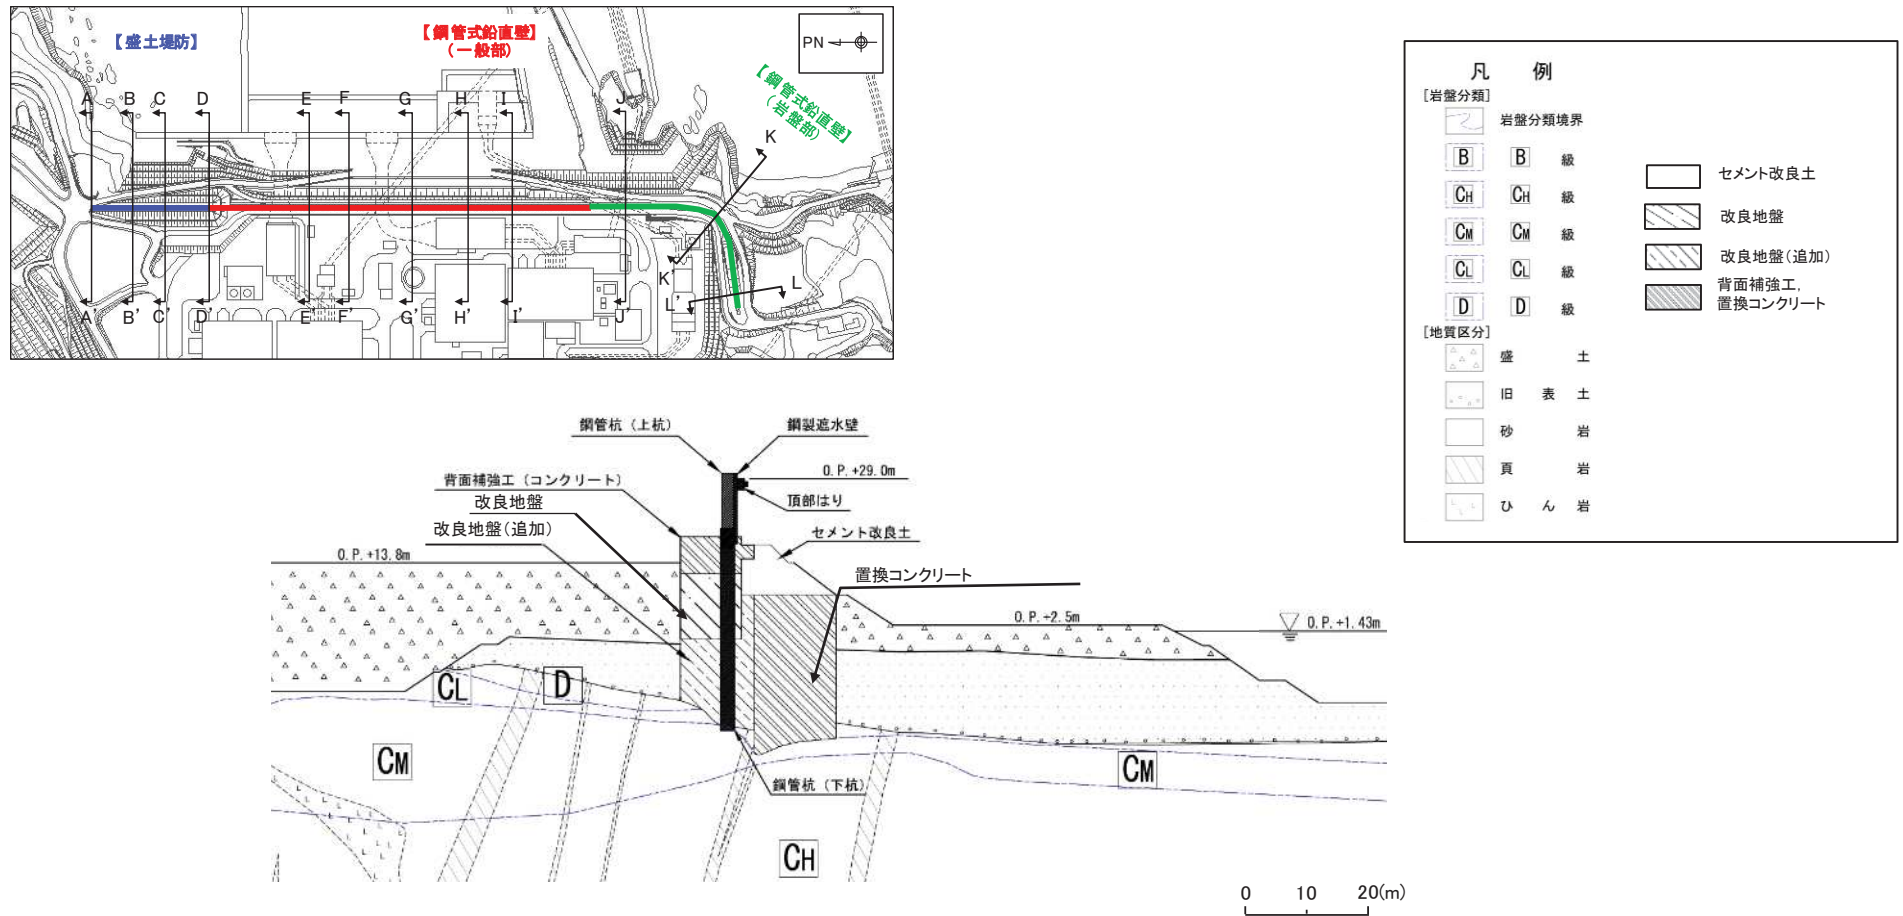 【盛土堤防】
【鋼管式鉛直壁】
(一般部)
【鋼管式鉛直壁】
(岩盤部)
PN
A B C D E F G H I J K
A' B' C' D' E' F' G' H' I' J' K' L' L
鋼管杭 (上杭)
鋼製遮水壁
O.P.+29.0m
背面補強工 (コンクリート)
頂部はり
改良地盤
改良地盤(追加)
セメント改良土
O.P.+13.8m
置換コンクリート
O.P.+2.5m
O.P.+1.43m
CL
D
CM
CM
鋼管杭 (下杭)
CH
0 10 20(m)
凡 例
[岩盤分類]
岩盤分類境界
B B 級
CH CH 級
CM CM 級
CL CL 級
D D 級
[地質区分]
盛 土
旧 表 土
砂 岩
頁 岩
ひ ん 岩
セメント改良土
改良地盤
改良地盤(追加)
背面補強工,
置換コンクリート